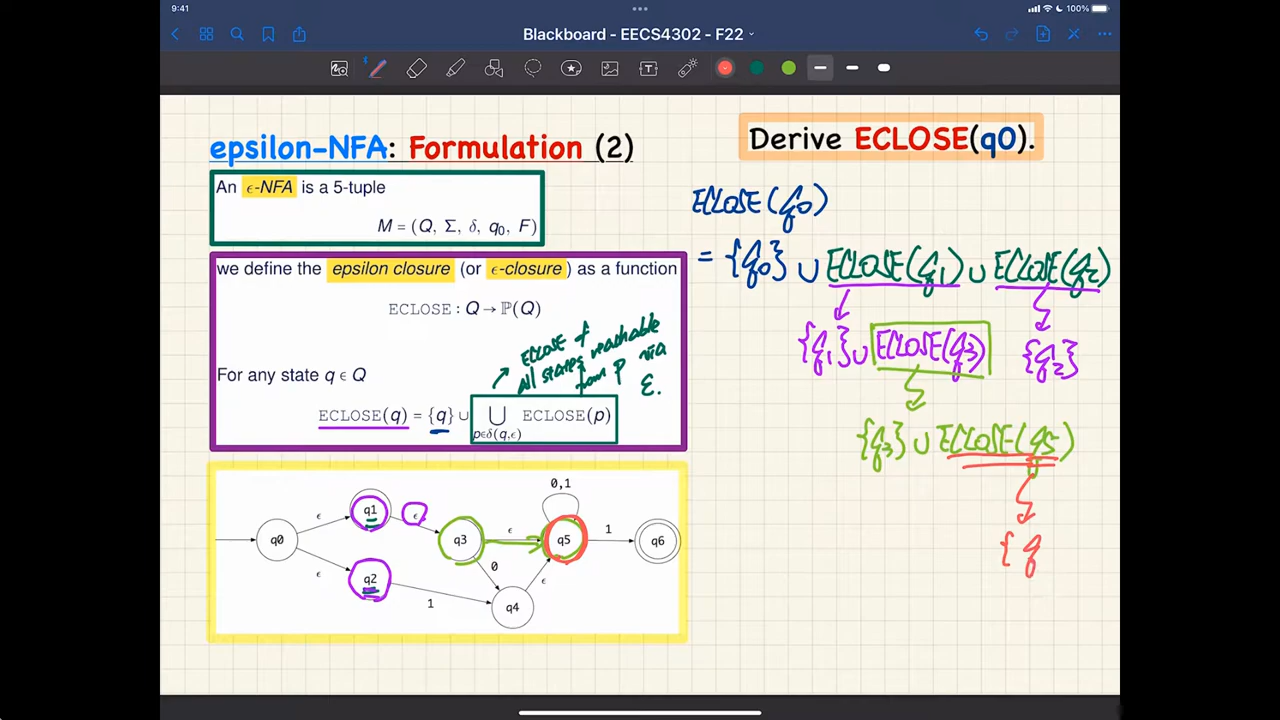 9:41
100%
Blackboard - EECS4302 - F22
epsilon-NFA: Formulation (2)
An ϵ-NFA is a 5-tuple
M = (Q, Σ, δ, q0, F)
we define the epsilon closure (or ϵ-closure) as a function
ECLOSE : Q → ℙ(Q)
For any state q ϵ Q
ECLOSE(q) = {q} ∪ ⋃ ECLOSE(p)
pϵδ(q,ϵ)
ECLOSE of
all states reachable
from p via
ε.
0,1
q1
ϵ
ϵ
q0
q3
ϵ
q5
1
q6
ϵ
q2
0
ϵ
1
q4
Derive ECLOSE(q0).
ECLOSE(q0)
= {q0} ∪ ECLOSE(q1) ∪ ECLOSE(q2)
{q1} ∪ ECLOSE(q3) {q2}
{q3} ∪ ECLOSE(q5)
{q